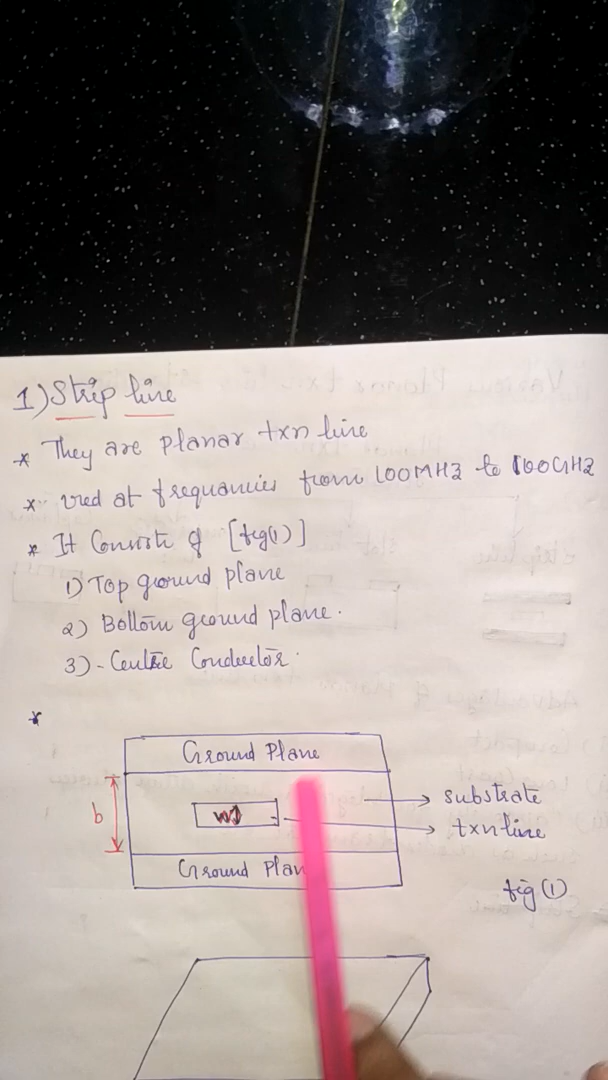 1) Strip line
* They are planar txn line
* used at frequencies from 100MHz to 100GHz
* It Consists of [fig(1)]
1) Top ground plane
2) Bottom ground plane.
3) - Centre Conductor.
*
Ground Plane
b
substrate
txn line
Ground Plan
fig (1)